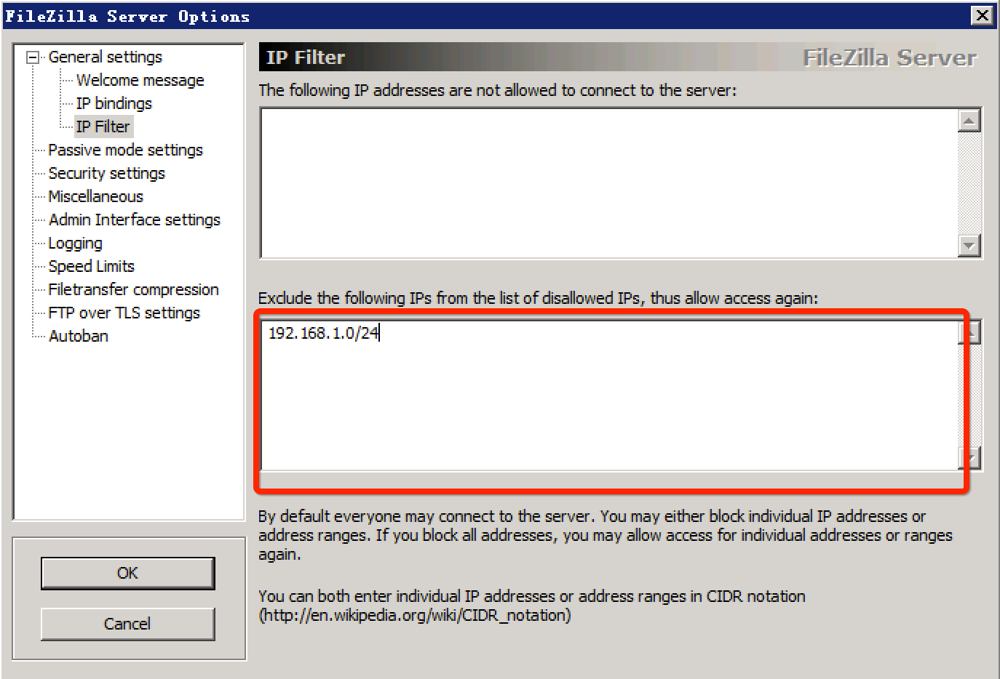 FileZilla Server Options
General settings
Welcome message
IP bindings
IP Filter
Passive mode settings
Security settings
Miscellaneous
Admin Interface settings
Logging
Speed Limits
Filetransfer compression
FTP over TLS settings
Autoban
OK
Cancel
IP Filter
FileZilla Server
The following IP addresses are not allowed to connect to the server:
Exclude the following IPs from the list of disallowed IPs, thus allow access again:
192.168.1.0/24
By default everyone may connect to the server. You may either block individual IP addresses or
address ranges. If you block all addresses, you may allow access for individual addresses or ranges
again.
You can both enter individual IP addresses or address ranges in CIDR notation
(http://en.wikipedia.org/wiki/CIDR_notation)